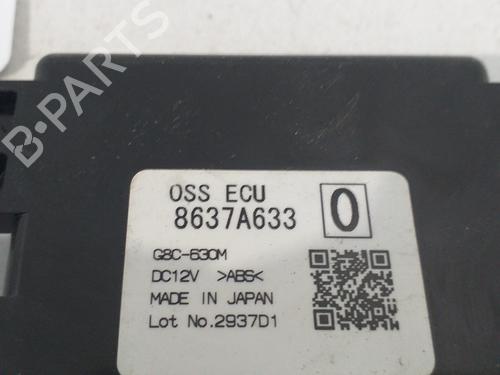 B-PARTS
OSS ECU
8637A633 0
G8C-630M
DC12V >ABS<
MADE IN JAPAN
Lot No.2937D1